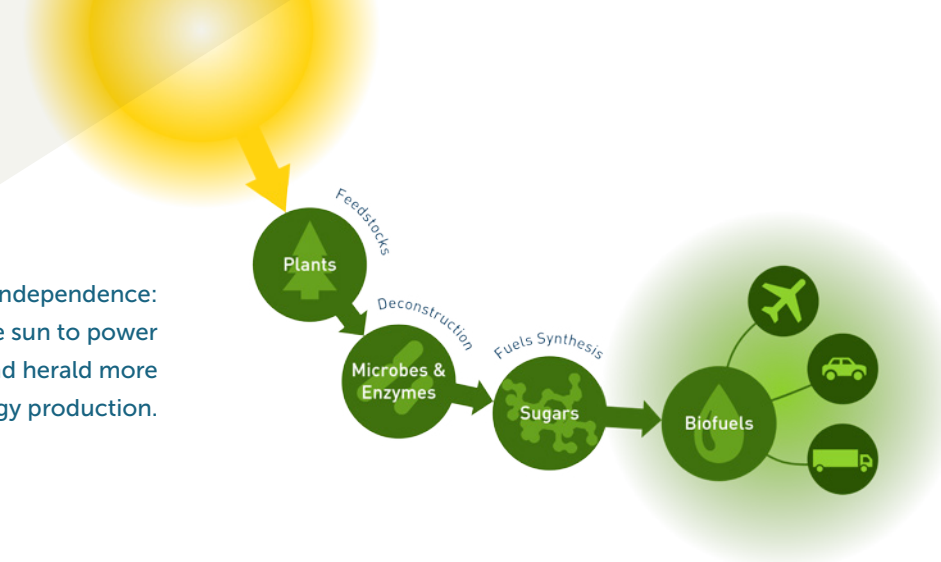 ndependence:
e sun to power
d herald more
gy production.
Feedstocks
Plants
Deconstruction
Microbes &
Enzymes
Fuels Synthesis
Sugars
Biofuels